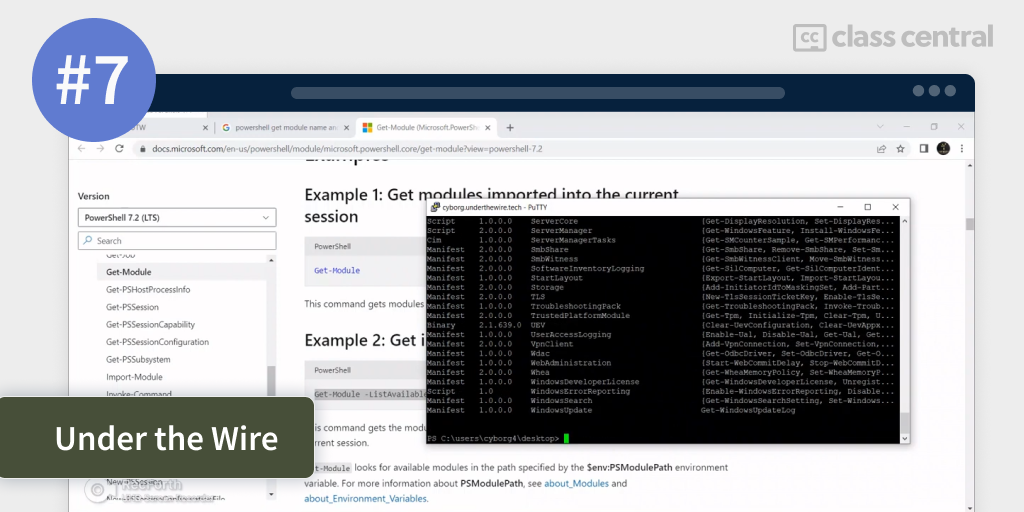 #7
class central
powershell get module name an
Get-Module (Microsoft.PowerSh
docs.microsoft.com/en-us/powershell/module/microsoft.powershell.core/get-module?view=powershell-7.2
Version
PowerShell 7.2 (LTS)
Search
Get-Job
Get-Module
Get-PSHostProcessInfo
Get-PSSession
Get-PSSessionCapability
Get-PSSessionConfiguration
Get-PSSubsystem
Import-Module
Invoke-Command
New-PSSession
New-PSSessionConfigurationFile
Examples
Example 1: Get modules imported into the current
session
PowerShell
Get-Module
This command gets modules
Example 2: Get i
PowerShell
Get-Module -ListAvailable
is command gets the modu
rrent session.
t-Module looks for available modules in the path specified by the $env:PSModulePath environment
variable. For more information about PSModulePath, see about_Modules and
about_Environment_Variables.
cyborg.underthewire.tech - PuTTY
Script 1.0.0.0 ServerCore {Get-DisplayResolution, Set-DisplayRes...
Script 2.0.0.0 ServerManager {Get-WindowsFeature, Install-WindowsFe...
Cim 1.0.0.0 ServerManagerTasks {Get-SMCounterSample, Get-SMPerformanc...
Manifest 2.0.0.0 SmbShare {Get-SmbShare, Remove-SmbShare, Set-Sm...
Manifest 2.0.0.0 SmbWitness {Get-SmbWitnessClient, Move-SmbWitness...
Manifest 2.0.0.0 SoftwareInventoryLogging {Get-SilComputer, Get-SilComputerIdent...
Manifest 1.0.0.0 StartLayout {Export-StartLayout, Import-StartLayou...
Manifest 2.0.0.0 Storage {Add-InitiatorIdToMaskingSet, Add-Part...
Manifest 2.0.0.0 TLS {New-TlsSessionTicketKey, Enable-TlsSe...
Manifest 1.0.0.0 TroubleshootingPack {Get-TroubleshootingPack, Invoke-Troub...
Manifest 2.0.0.0 TrustedPlatformModule {Get-Tpm, Initialize-Tpm, Clear-Tpm, U...
Binary 2.1.639.0 UEV {Clear-UevConfiguration, Clear-UevAppx...
Manifest 1.0.0.0 UserAccessLogging {Enable-Ual, Disable-Ual, Get-Ual, Get...
Manifest 2.0.0.0 VpnClient {Add-VpnConnection, Set-VpnConnection,...
Manifest 1.0.0.0 Wdac {Get-OdbcDriver, Set-OdbcDriver, Get-O...
Manifest 1.0.0.0 WebAdministration {Start-WebCommitDelay, Stop-WebCommitD...
Manifest 2.0.0.0 Whea {Get-WheaMemoryPolicy, Set-WheaMemoryP...
Manifest 1.0.0.0 WindowsDeveloperLicense {Get-WindowsDeveloperLicense, Unregist...
Script 1.0 WindowsErrorReporting {Enable-WindowsErrorReporting, Disable...
Manifest 1.0.0.0 WindowsSearch {Get-WindowsSearchSetting, Set-Windows...
Manifest 1.0.0.0 WindowsUpdate Get-WindowsUpdateLog
PS C:\users\cyborg4\desktop>
Under the Wire